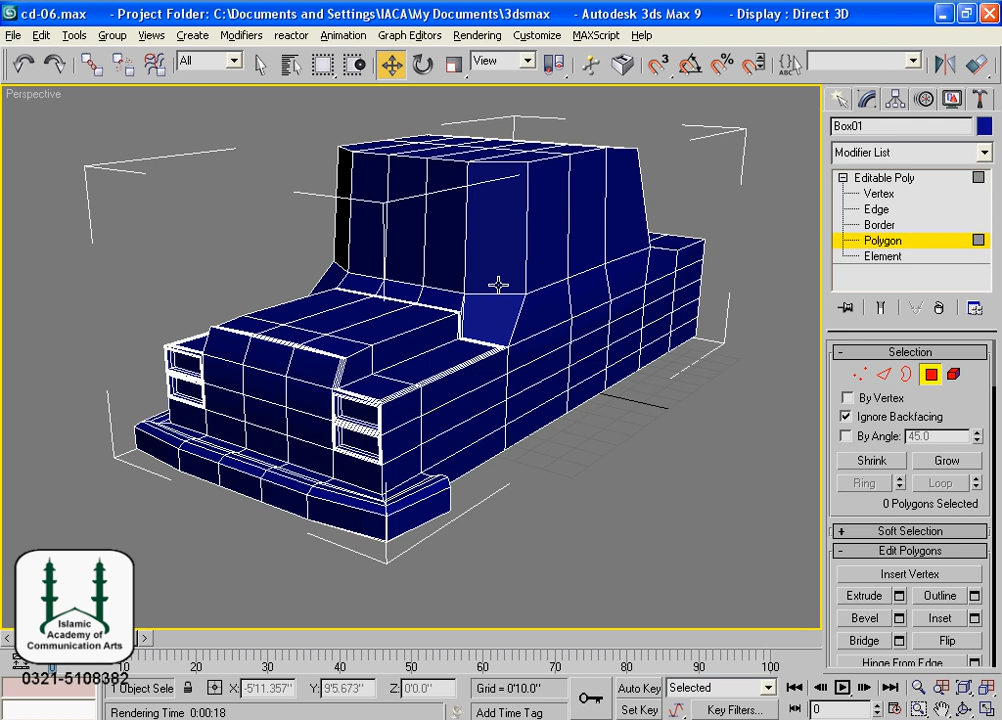 cd-06.max - Project Folder: C:\Documents and Settings\IACA\My Documents\3dsmax - Autodesk 3ds Max 9 - Display : Direct 3D
File Edit Tools Group Views Create Modifiers reactor Animation Graph Editors Rendering Customize MAXScript Help
All View
Perspective
Box01
Modifier List
Editable Poly
Vertex
Edge
Border
Polygon
Element
- Selection
By Vertex
Ignore Backfacing
By Angle: 45.0
Shrink Grow
Ring Loop
0 Polygons Selected
+ Soft Selection
- Edit Polygons
Insert Vertex
Extrude Outline
Bevel Inset
Bridge Flip
Hinge From Edge
Islamic
Academy of
Communication Arts
0321-5108382
10 20 30 40 50 60 70 80 90 100
1 Object Sele X: -5'11.357" Y: 9'5.673" Z: 0'0.0" Grid = 0'10.0" Auto Key Selected
Rendering Time 0:00:18 Add Time Tag Set Key Key Filters... 0